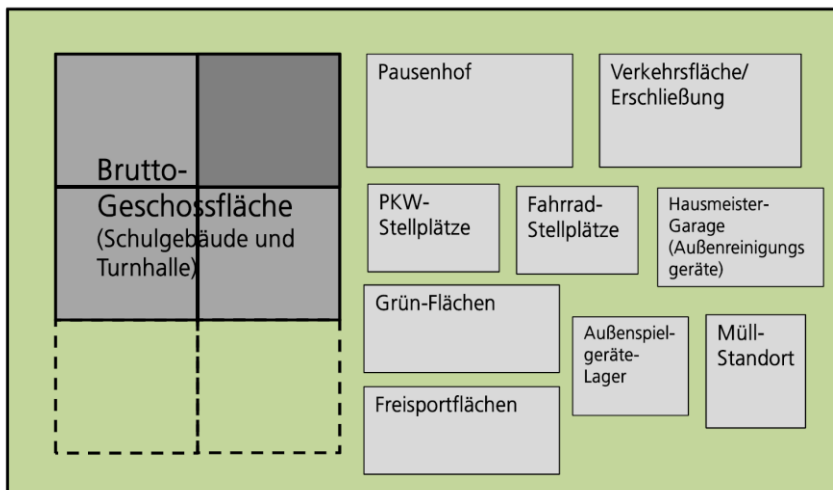 Brutto-
Geschossfläche
(Schulgebäude und
Turnhalle)
Pausenhof
Verkehrsfläche/
Erschließung
PKW-
Stellplätze
Fahrrad-
Stellplätze
Hausmeister-
Garage
(Außenreinigungs
geräte)
Grün-Flächen
Außenspiel-
geräte-
Lager
Müll-
Standort
Freisportflächen